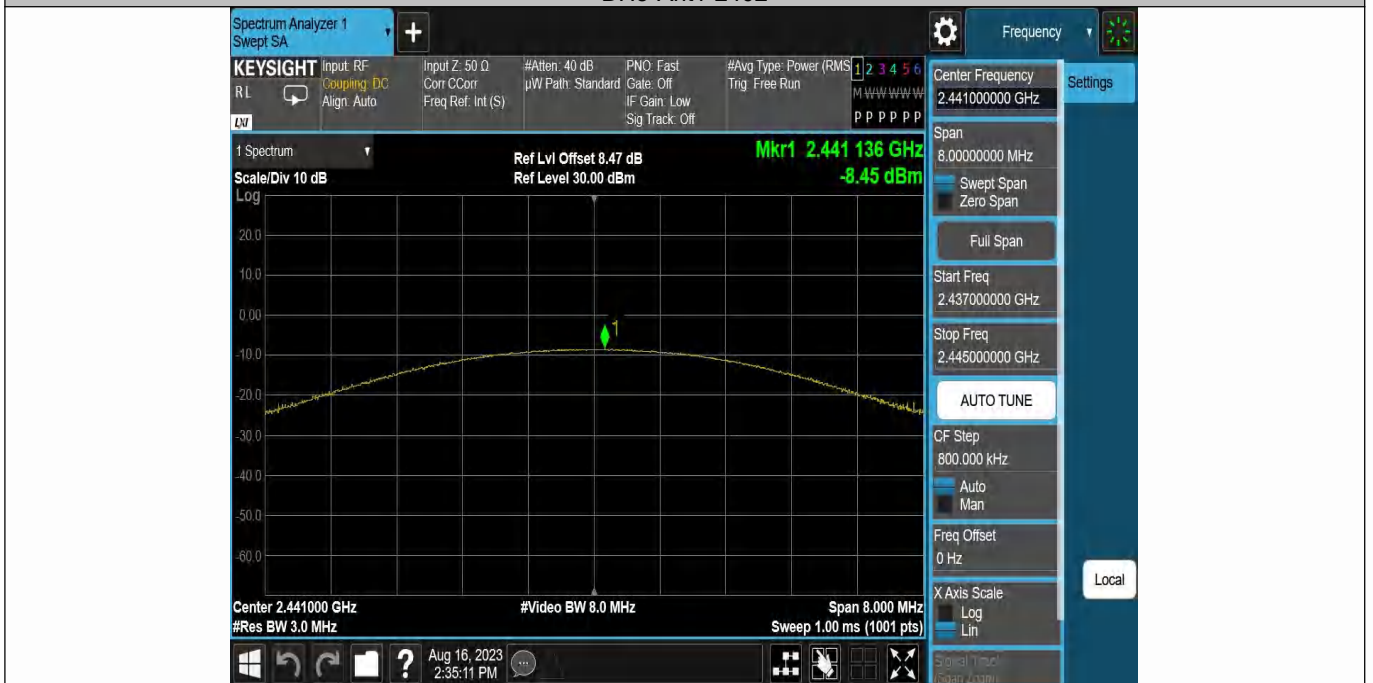 Spectrum Analyzer 1
Swept SA
+
Frequency
KEYSIGHT
RL
LXI
Input: RF
Coupling: DC
Align: Auto
Input Z: 50 Ω
Corr CCorr
Freq Ref: Int (S)
#Atten: 40 dB
µW Path: Standard
PNO: Fast
Gate: Off
IF Gain: Low
Sig Track: Off
#Avg Type: Power (RMS
Trig: Free Run
1 2 3 4 5 6
M W W W W W
P P P P P P
1 Spectrum
Scale/Div 10 dB
Log
Ref Lvl Offset 8.47 dB
Ref Level 30.00 dBm
Mkr1 2.441 136 GHz
-8.45 dBm
20.0
10.0
0.00
1
-10.0
-20.0
-30.0
-40.0
-50.0
-60.0
Center 2.441000 GHz
#Res BW 3.0 MHz
#Video BW 8.0 MHz
Span 8.000 MHz
Sweep 1.00 ms (1001 pts)
Center Frequency
2.441000000 GHz
Settings
Span
8.00000000 MHz
Swept Span
Zero Span
Full Span
Start Freq
2.437000000 GHz
Stop Freq
2.445000000 GHz
AUTO TUNE
CF Step
800.000 kHz
Auto
Man
Freq Offset
0 Hz
X Axis Scale
Log
Lin
Local
Signal Track
(Span Zoom)
?
Aug 16, 2023
2:35:11 PM